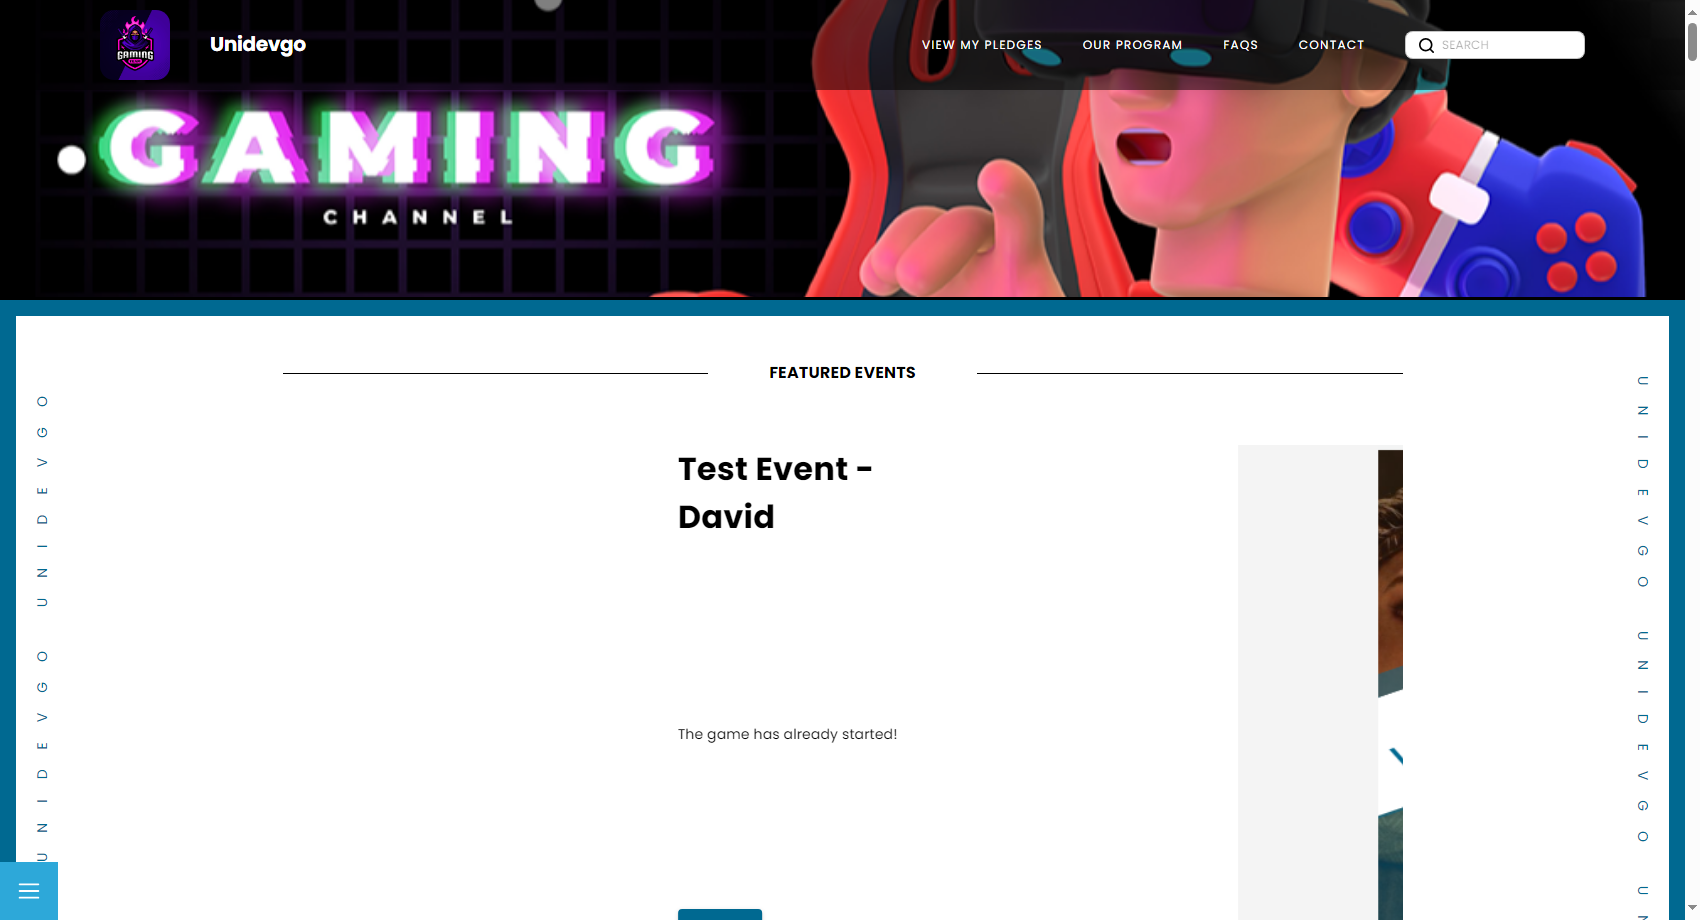 GAMING
Unidevgo
VIEW MY PLEDGES
OUR PROGRAM
FAQS
CONTACT
SEARCH
GAMING
CHANNEL
FEATURED EVENTS
Test Event -
David
The game has already started!
UNIDEVGO UNIDEVGO
UNIDEVGO UNIDEVGO UN